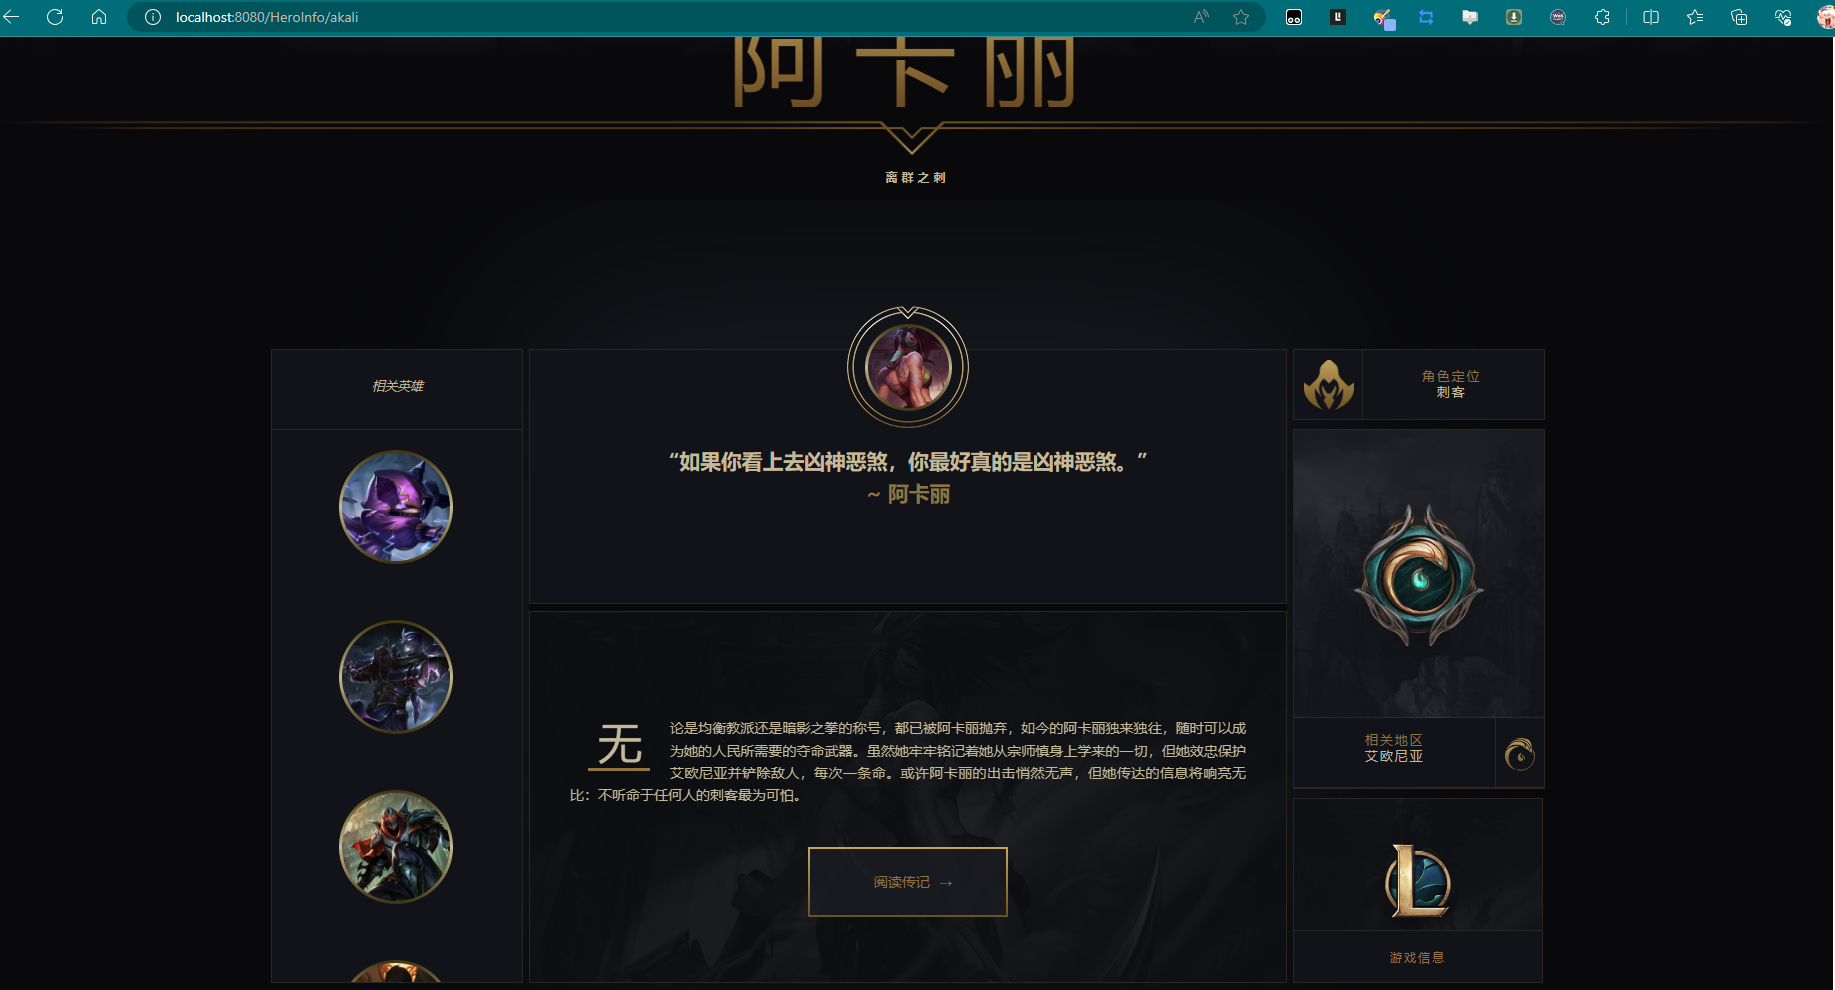 localhost:8080/HeroInfo/akali
阿卡丽
离群之刺
相关英雄
“如果你看上去凶神恶煞，你最好真的是凶神恶煞。”
~ 阿卡丽
无论是均衡教派还是暗影之拳的称号，都已被阿卡丽抛弃，如今的阿卡丽独来独往，随时可以成
为她的人民所需要的夺命武器。虽然她牢牢铭记着她从宗师慎身上学来的一切，但她效忠保护
艾欧尼亚并铲除敌人，每次一条命。或许阿卡丽的出击悄然无声，但她传达的信息将响亮无
比：不听命于任何人的刺客最为可怕。
阅读传记 →
角色定位
刺客
相关地区
艾欧尼亚
游戏信息